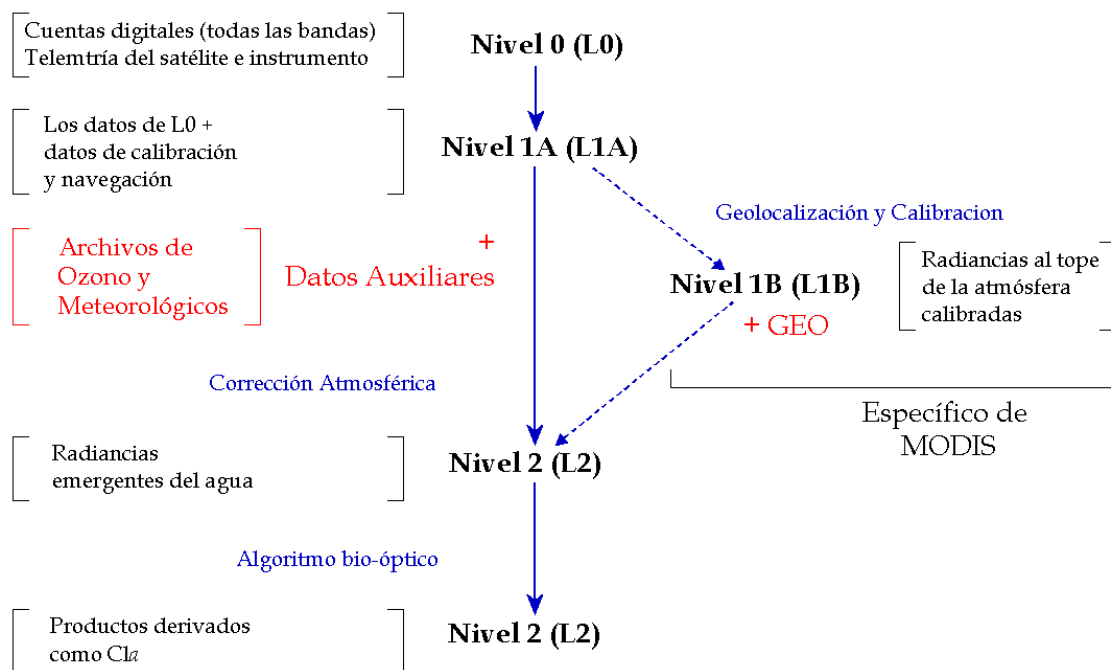 Cuentas digitales (todas las bandas)
Telemtría del satélite e instrumento
Nivel 0 (L0)
Los datos de L0 +
datos de calibración
y navegación
Nivel 1A (L1A)
Geolocalización y Calibracion
Archivos de
Ozono y
Meteorológicos
+
Datos Auxiliares
Nivel 1B (L1B)
+ GEO
Radiancias al tope
de la atmósfera
calibradas
Corrección Atmosférica
Específico de
MODIS
Radiancias
emergentes del agua
Nivel 2 (L2)
Algoritmo bio-óptico
Productos derivados
como Cla
Nivel 2 (L2)